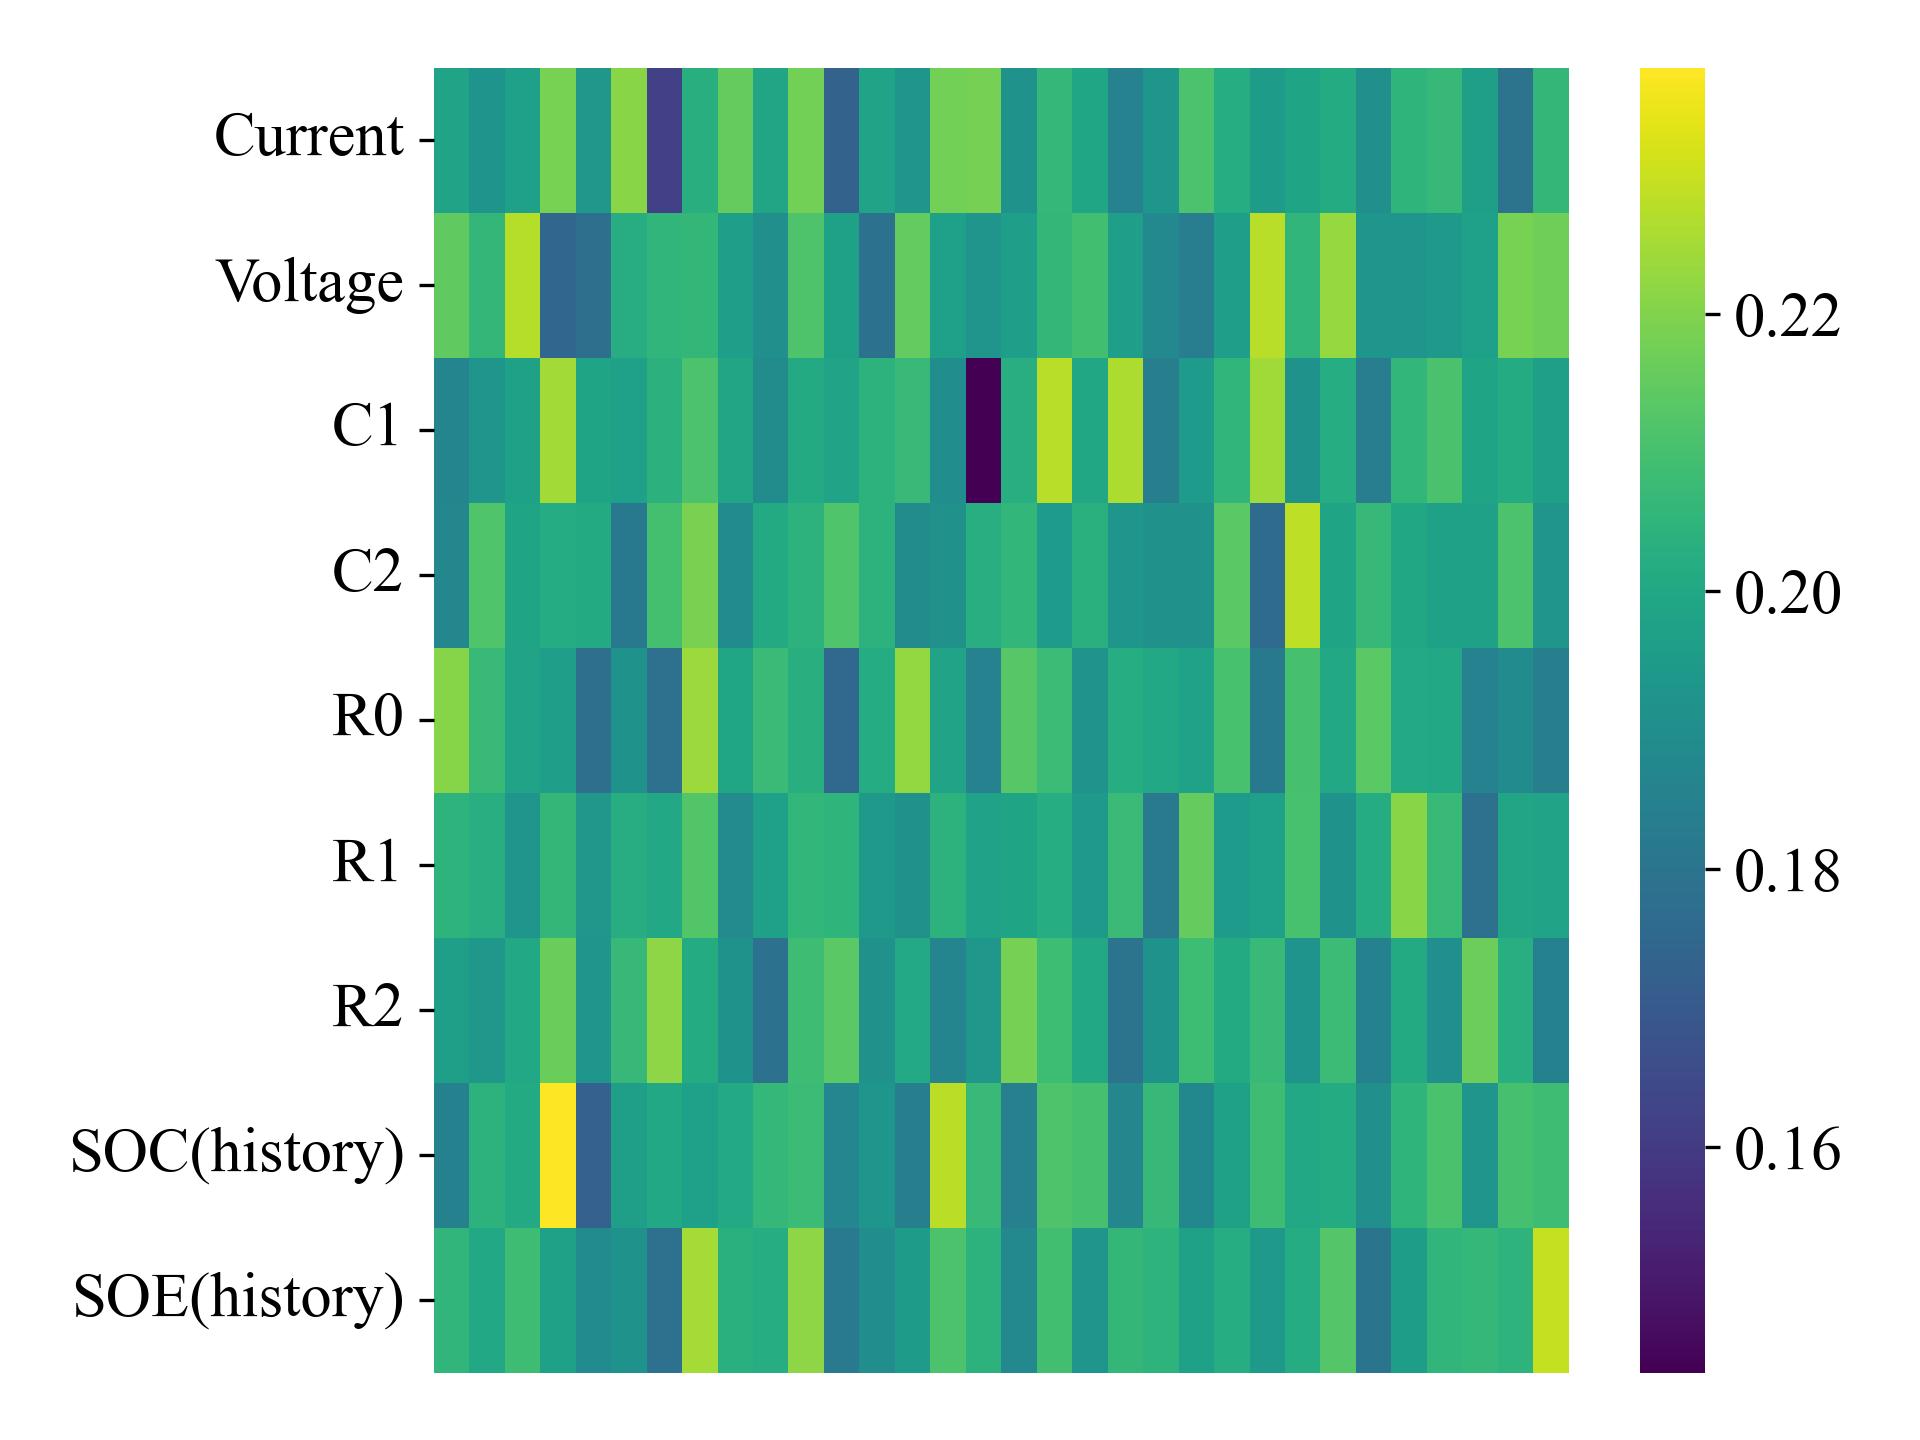 Current
Voltage
C1
C2
R0
R1
R2
SOC(history)
SOE(history)
0.22
0.20
0.18
0.16